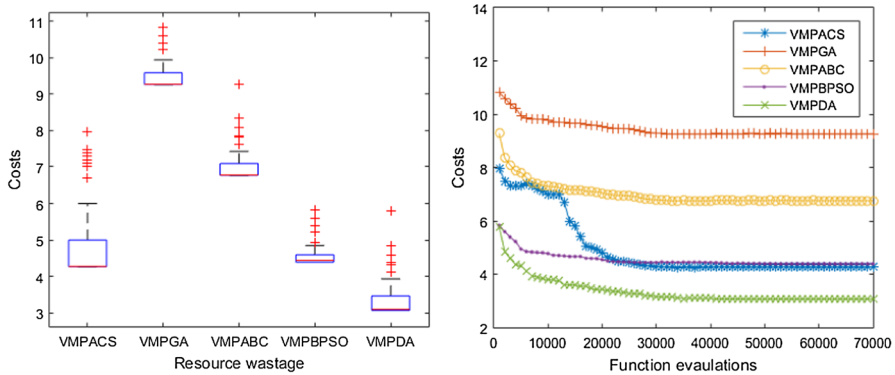 11
10
9
8
7
6
5
4
3
Costs
VMPACS VMPGA VMPABC VMPBPSO VMPDA
Resource wastage
14
12
10
8
6
4
2
Costs
VMPACS
VMPGA
VMPABC
VMPBPSO
VMPDA
0 10000 20000 30000 40000 50000 60000 70000
Function evaulations